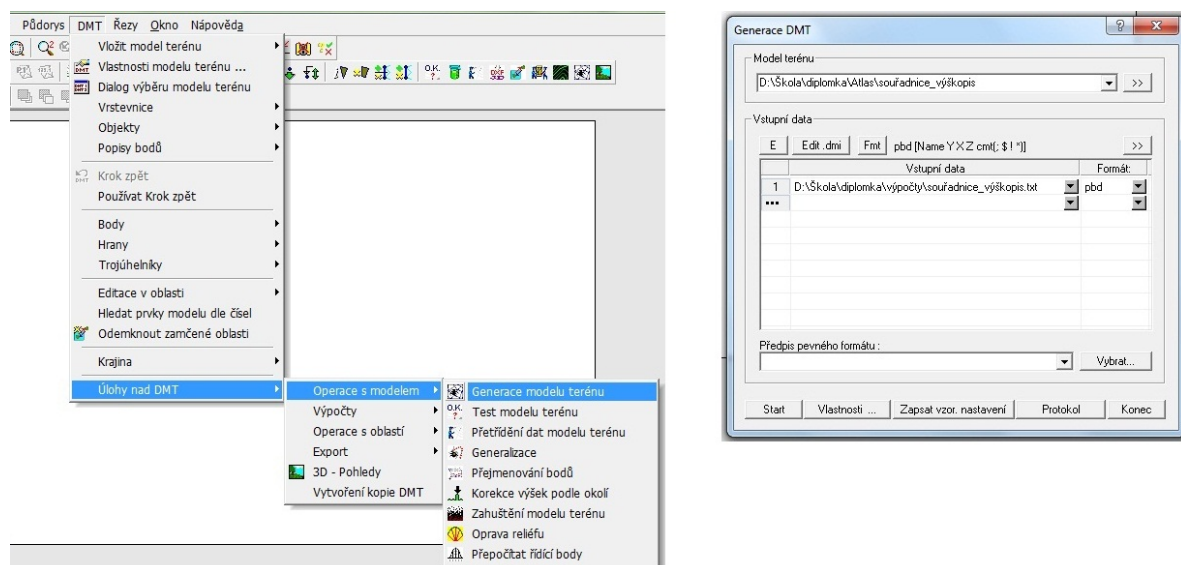 Půdorys DMT Řezy Okno Nápověda
Vložit model terénu
Vlastnosti modelu terénu ...
Dialog výběru modelu terénu
Vrstevnice
Objekty
Popisy bodů
Krok zpět
Používat Krok zpět
Body
Hrany
Trojúhelníky
Editace v oblasti
Hledat prvky modelu dle čísel
Odemknout zamčené oblasti
Krajina
Úlohy nad DMT
Operace s modelem
Výpočty
Operace s oblastí
Export
3D - Pohledy
Vytvoření kopie DMT
Generace modelu terénu
Test modelu terénu
Přetřídění dat modelu terénu
Generalizace
Přejmenování bodů
Korekce výšek podle okolí
Zahuštění modelu terénu
Oprava reliéfu
Přepočítat řídící body
Generace DMT
Model terénu
D:\Škola\diplomka\Atlas\souřadnice_výškopis >>
Vstupní data
E Edit .dmi Fmt pbd [Name Y X Z cmt(; $ ! *)] >>
Vstupní data Formát:
1 D:\Škola\diplomka\výpočty\souřadnice_výškopis.txt pbd
Předpis pevného formátu :
Vybrat...
Start Vlastnosti ... Zapsat vzor. nastavení Protokol Konec